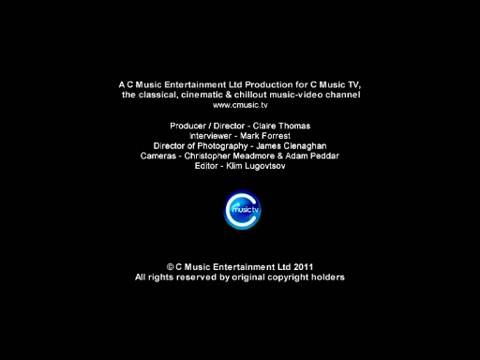 A C Music Entertainment Ltd Production for C Music TV,
the classical, cinematic & chillout music-video channel
www.cmusic.tv
Producer / Director - Claire Thomas
Interviewer - Mark Forrest
Director of Photography - James Clenaghan
Cameras - Christopher Meadmore & Adam Peddar
Editor - Klim Lugovtsov
C musictv
© C Music Entertainment Ltd 2011
All rights reserved by original copyright holders